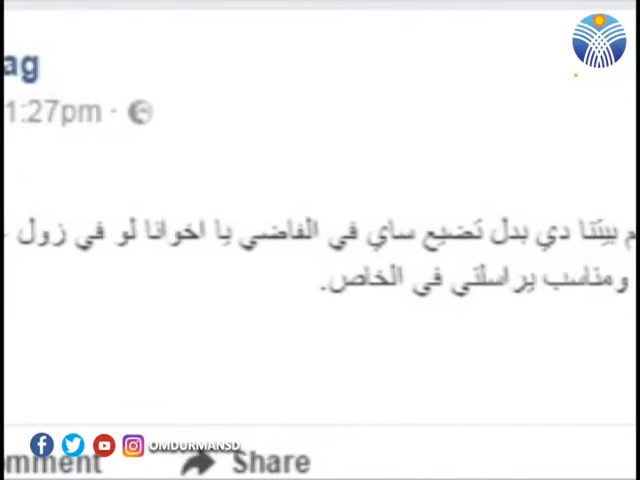 ag
1:27pm ·
م بيتنا دي بدل تضيع ساي في الفاضي يا اخوانا لو في زول
ومناسب يراسلني في الخاص.
OMDURMANSD
omment Share